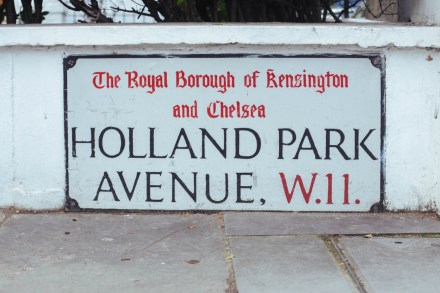 The Royal Borough of Kensington
and Chelsea
HOLLAND PARK
AVENUE, W.11.